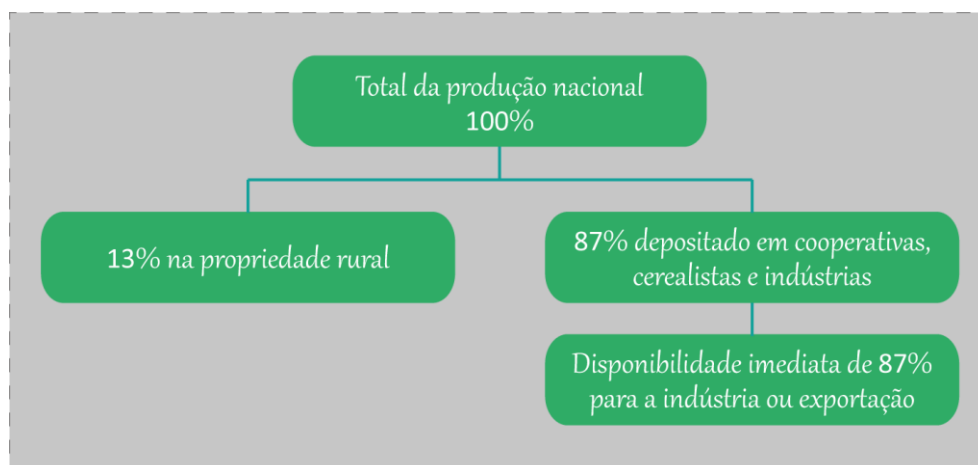 Total da produção nacional
100%
13% na propriedade rural
87% depositado em cooperativas,
cerealistas e indústrias
Disponibilidade imediata de 87%
para a indústria ou exportação